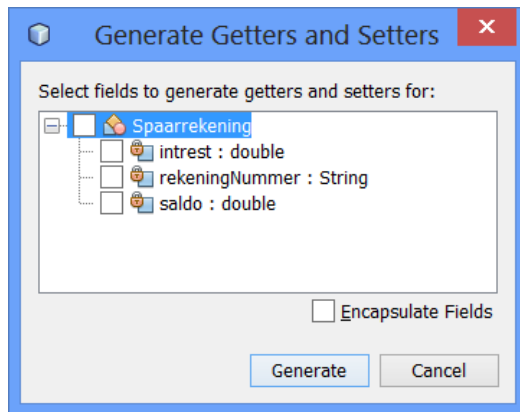 Generate Getters and Setters
Select fields to generate getters and setters for:
Spaarrekening
intrest : double
rekeningNummer : String
saldo : double
Encapsulate Fields
Generate Cancel